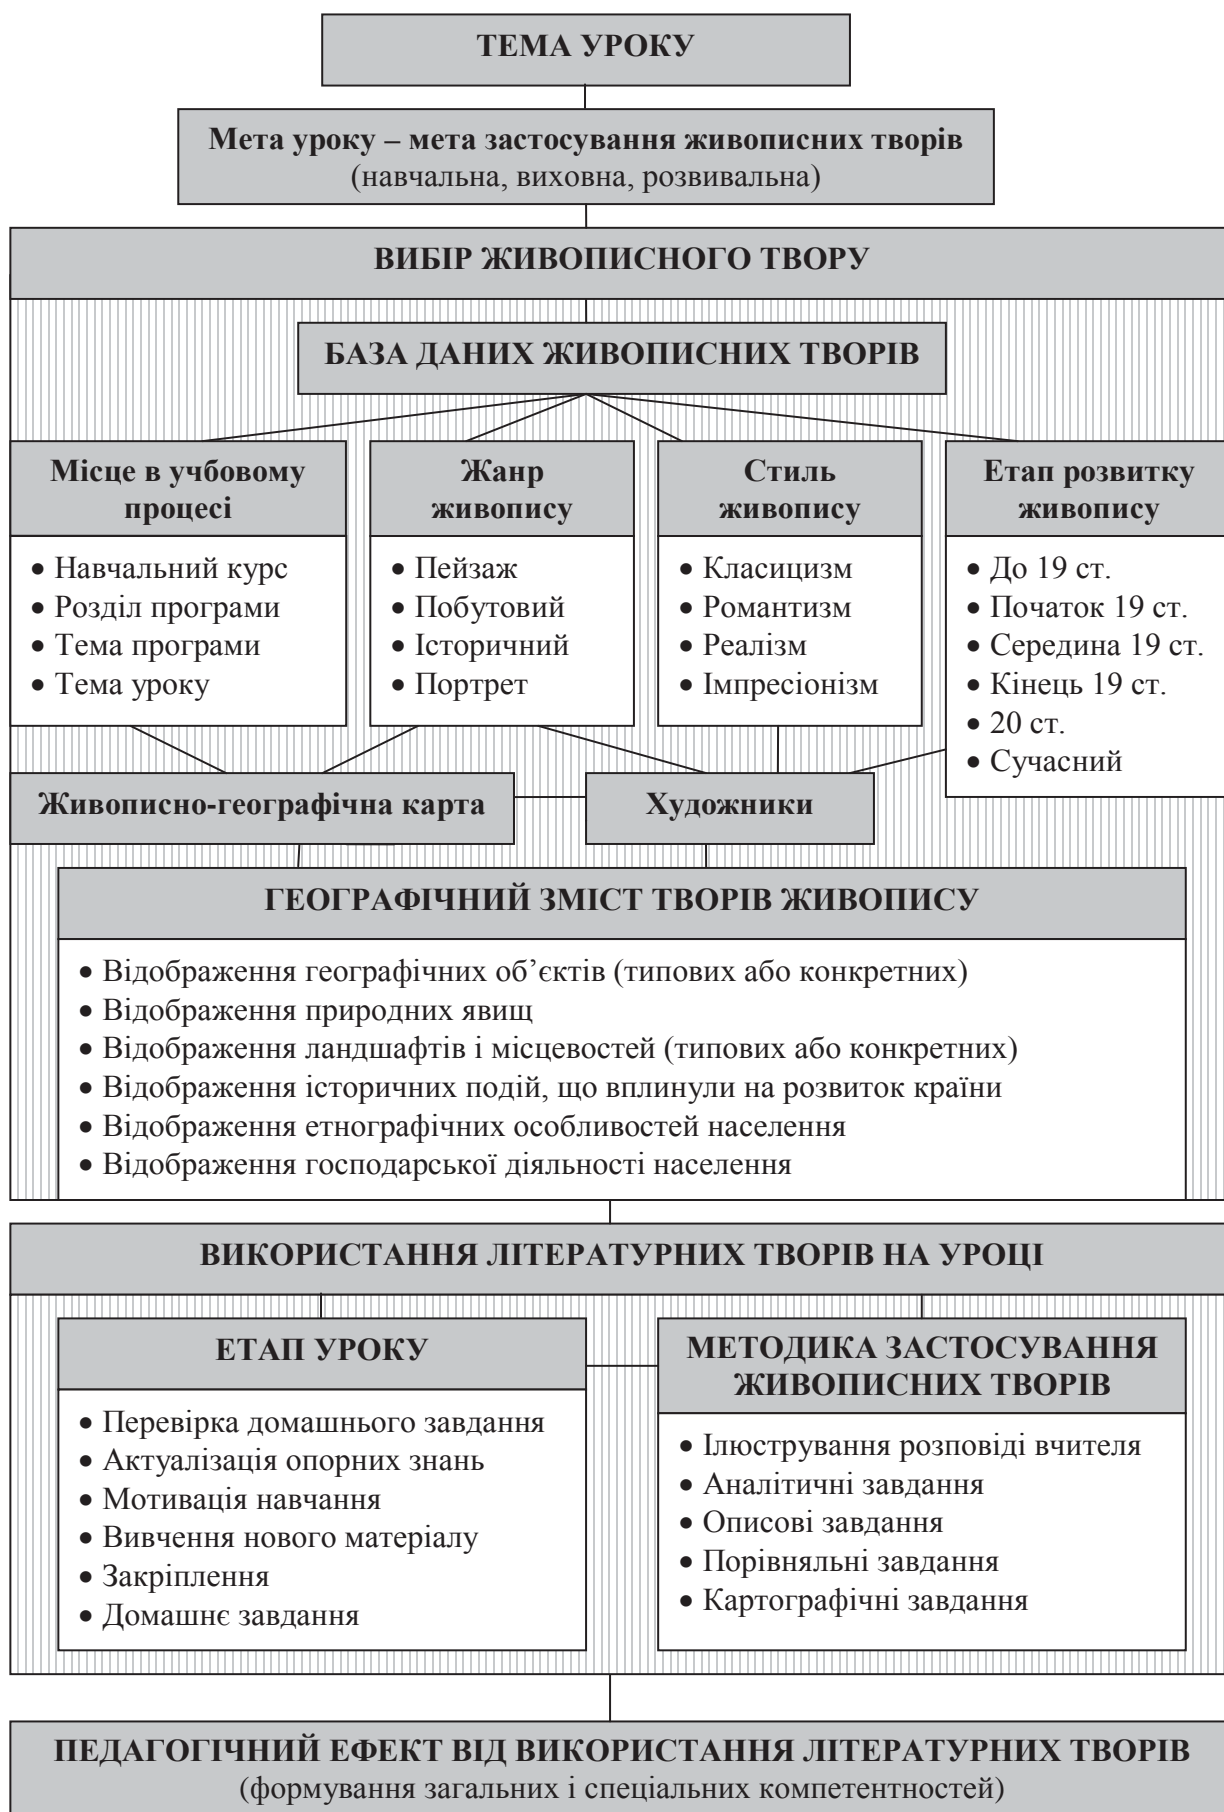 ТЕМА УРОКУ
Мета уроку – мета застосування живописних творів
(навчальна, виховна, розвивальна)
ВИБІР ЖИВОПИСНОГО ТВОРУ
БАЗА ДАНИХ ЖИВОПИСНИХ ТВОРІВ
Місце в учбовому
процесі
• Навчальний курс
• Розділ програми
• Тема програми
• Тема уроку
Жанр
живопису
• Пейзаж
• Побутовий
• Історичний
• Портрет
Стиль
живопису
• Класицизм
• Романтизм
• Реалізм
• Імпресіонізм
Етап розвитку
живопису
• До 19 ст.
• Початок 19 ст.
• Середина 19 ст.
• Кінець 19 ст.
• 20 ст.
• Сучасний
Живописно-географічна карта
Художники
ГЕОГРАФІЧНИЙ ЗМІСТ ТВОРІВ ЖИВОПИСУ
• Відображення географічних об’єктів (типових або конкретних)
• Відображення природних явищ
• Відображення ландшафтів і місцевостей (типових або конкретних)
• Відображення історичних подій, що вплинули на розвиток країни
• Відображення етнографічних особливостей населення
• Відображення господарської діяльності населення
ВИКОРИСТАННЯ ЛІТЕРАТУРНИХ ТВОРІВ НА УРОЦІ
ЕТАП УРОКУ
• Перевірка домашнього завдання
• Актуалізація опорних знань
• Мотивація навчання
• Вивчення нового матеріалу
• Закріплення
• Домашнє завдання
МЕТОДИКА ЗАСТОСУВАННЯ
ЖИВОПИСНИХ ТВОРІВ
• Ілюстрування розповіді вчителя
• Аналітичні завдання
• Описові завдання
• Порівняльні завдання
• Картографічні завдання
ПЕДАГОГІЧНИЙ ЕФЕКТ ВІД ВИКОРИСТАННЯ ЛІТЕРАТУРНИХ ТВОРІВ
(формування загальних і спеціальних компетентностей)